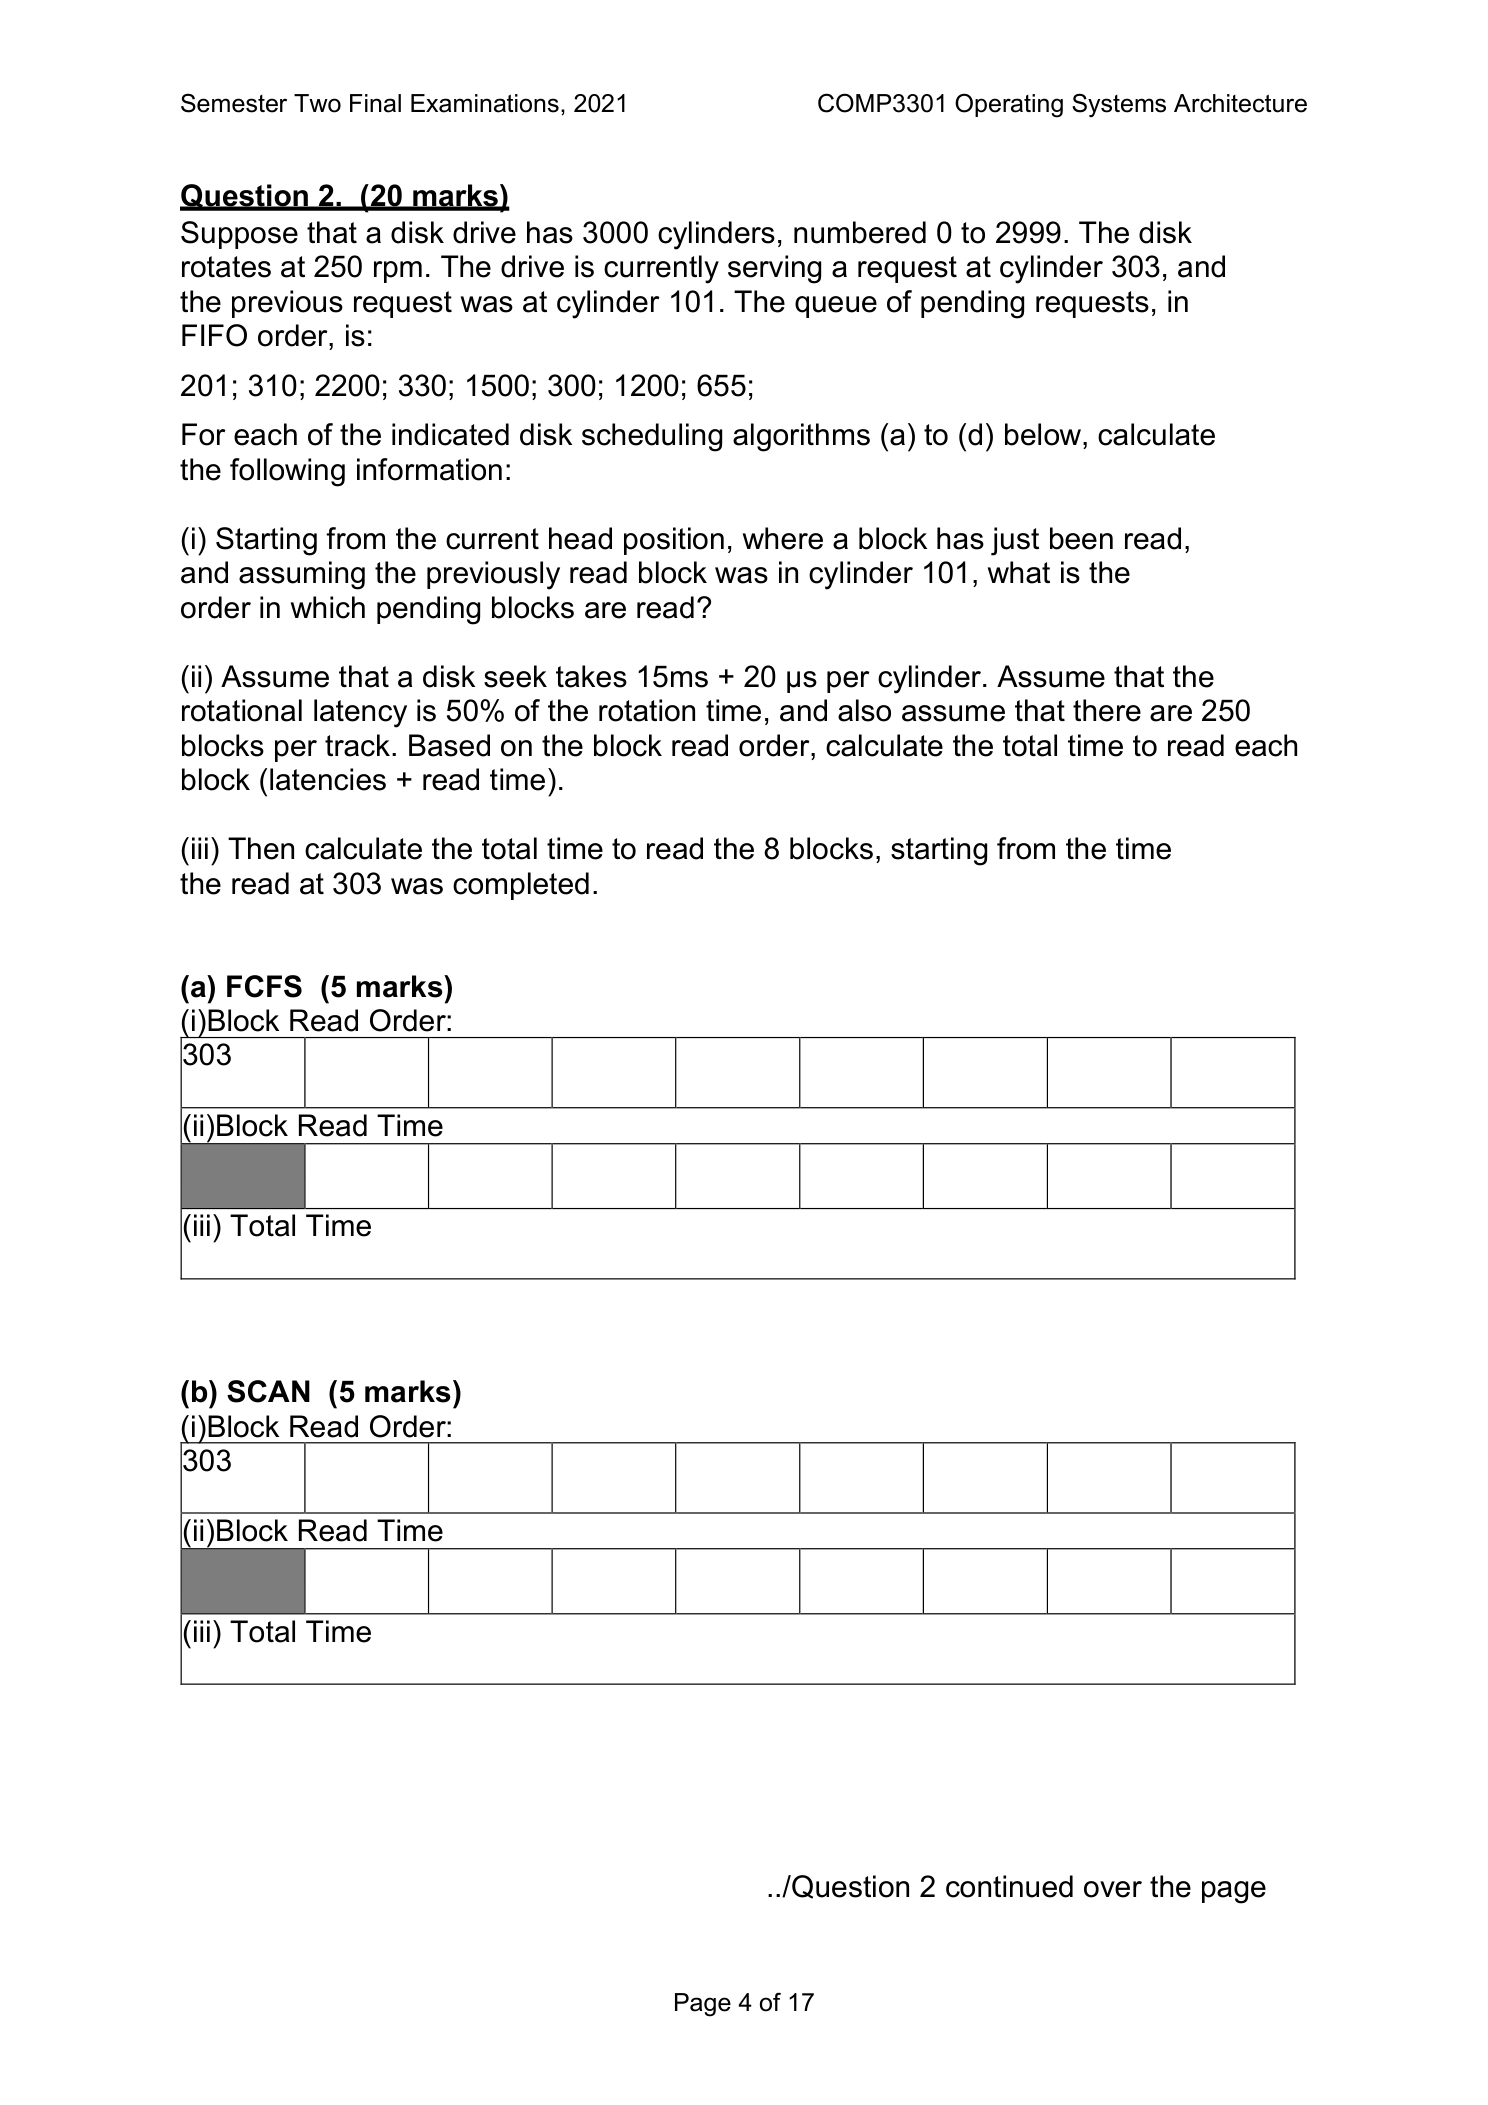 Semester Two Final Examinations, 2021 COMP3301 Operating Systems Architecture
Question 2. (20 marks)
Suppose that a disk drive has 3000 cylinders, numbered 0 to 2999. The disk
rotates at 250 rpm. The drive is currently serving a request at cylinder 303, and
the previous request was at cylinder 101. The queue of pending requests, in
FIFO order, is:
201; 310; 2200; 330; 1500; 300; 1200; 655;
For each of the indicated disk scheduling algorithms (a) to (d) below, calculate
the following information:
(i) Starting from the current head position, where a block has just been read,
and assuming the previously read block was in cylinder 101, what is the
order in which pending blocks are read?
(ii) Assume that a disk seek takes 15ms + 20 µs per cylinder. Assume that the
rotational latency is 50% of the rotation time, and also assume that there are 250
blocks per track. Based on the block read order, calculate the total time to read each
block (latencies + read time).
(iii) Then calculate the total time to read the 8 blocks, starting from the time
the read at 303 was completed.
(a) FCFS (5 marks)
(i)Block Read Order:
303
(ii)Block Read Time
(iii) Total Time
(b) SCAN (5 marks)
(i)Block Read Order:
303
(ii)Block Read Time
(iii) Total Time
../Question 2 continued over the page
Page 4 of 17